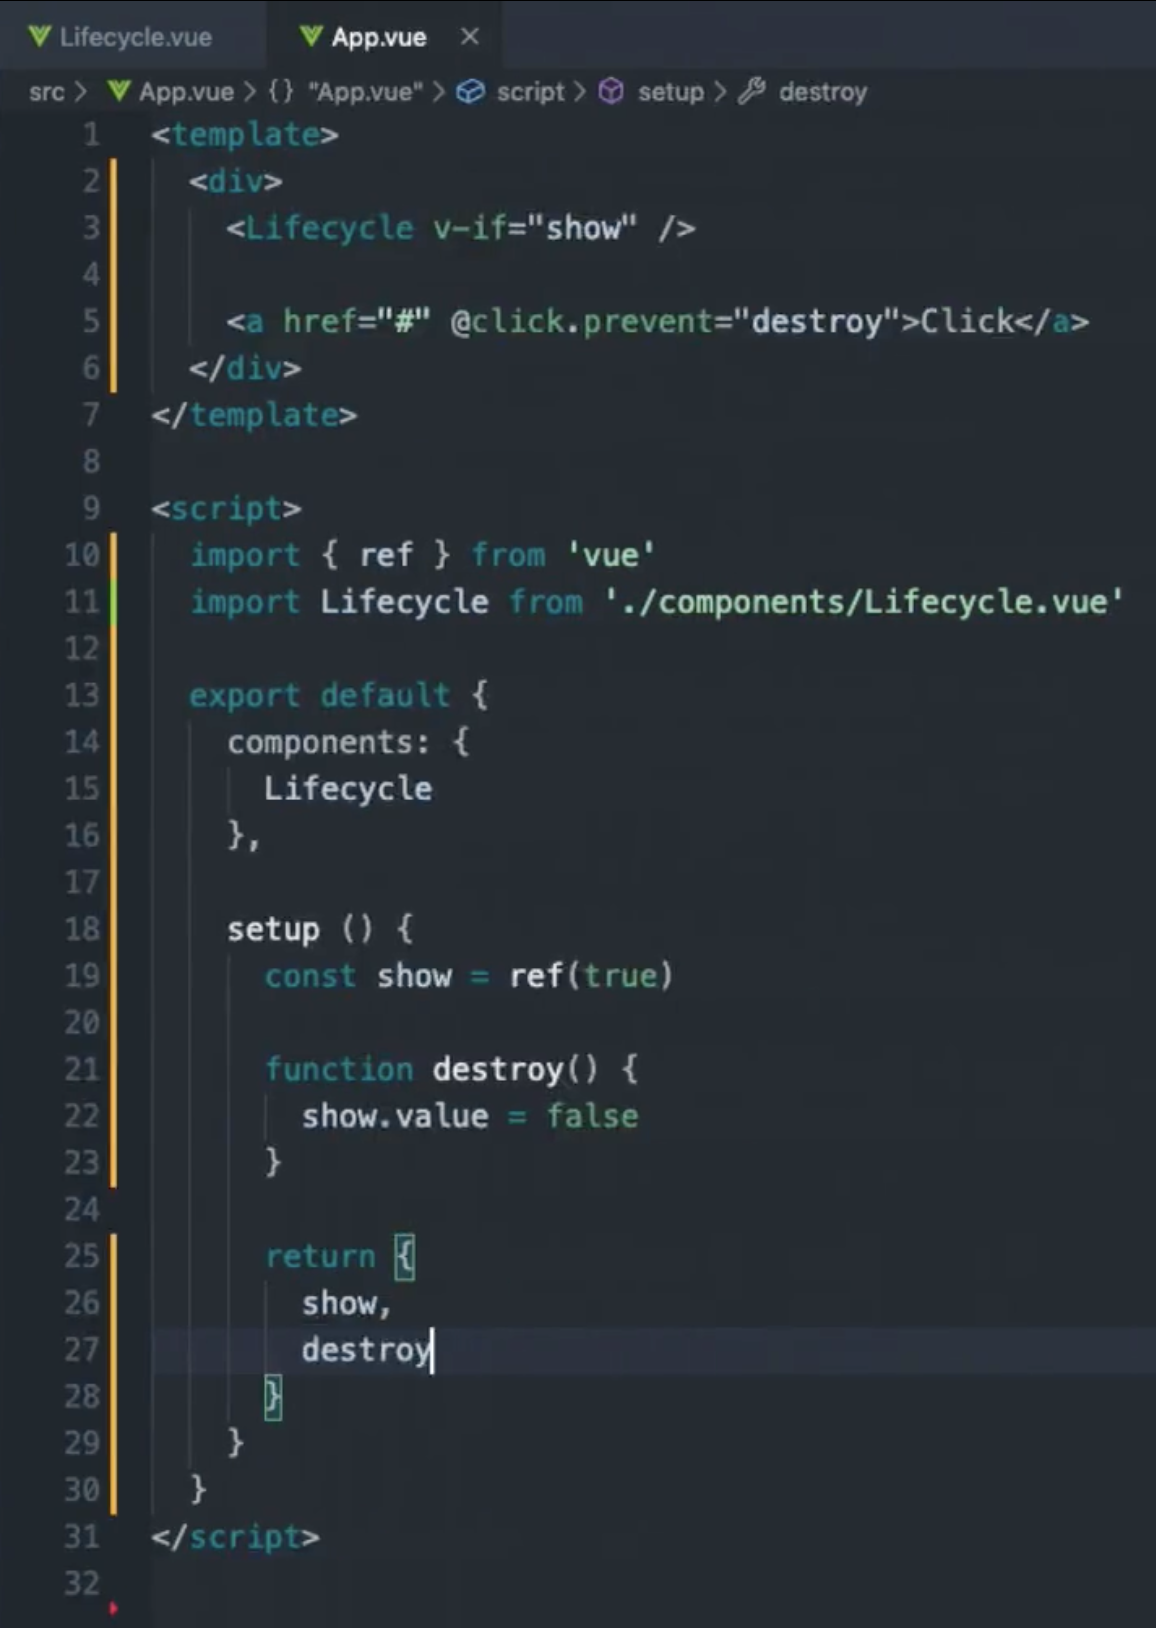 Lifecycle.vue App.vue ×
src > App.vue > {} "App.vue" > script > setup > destroy
1 <template>
2   <div>
3     <Lifecycle v-if="show" />
4
5     <a href="#" @click.prevent="destroy">Click</a>
6   </div>
7 </template>
8
9 <script>
10   import { ref } from 'vue'
11   import Lifecycle from './components/Lifecycle.vue'
12
13   export default {
14     components: {
15       Lifecycle
16     },
17
18     setup () {
19       const show = ref(true)
20
21       function destroy() {
22         show.value = false
23       }
24
25       return {
26         show,
27         destroy
28       }
29     }
30   }
31 </script>
32